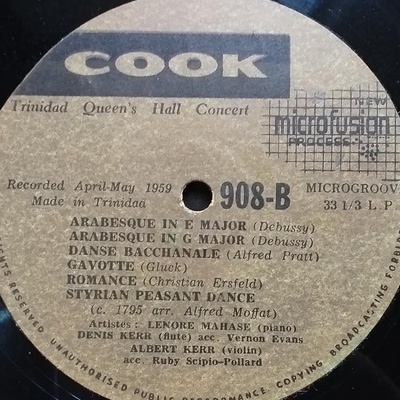 COOK
Trinidad Queen's Hall Concert
NEW
microfusion
PROCESS
Recorded April-May 1959
Made in Trinidad
908-B
MICROGROOV
33 1/3 L.P
ARABESQUE IN E MAJOR (Debussy)
ARABESQUE IN G MAJOR (Debussy)
DANSE BACCHANALE (Alfred Pratt)
GAVOTTE (Gluck)
ROMANCE (Christian Ersfeld)
STYRIAN PEASANT DANCE
(c. 1795 arr. Alfred Moffat)
Artistes: LENORE MAHASE (piano)
DENIS KERR (flute) acc. Vernon Evans
ALBERT KERR (violin)
acc. Ruby Scipio-Pollard
RIGHTS RESERVED UNAUTHORISED PUBLIC PERFORMANCE COPYING BROADCASTING FORBID